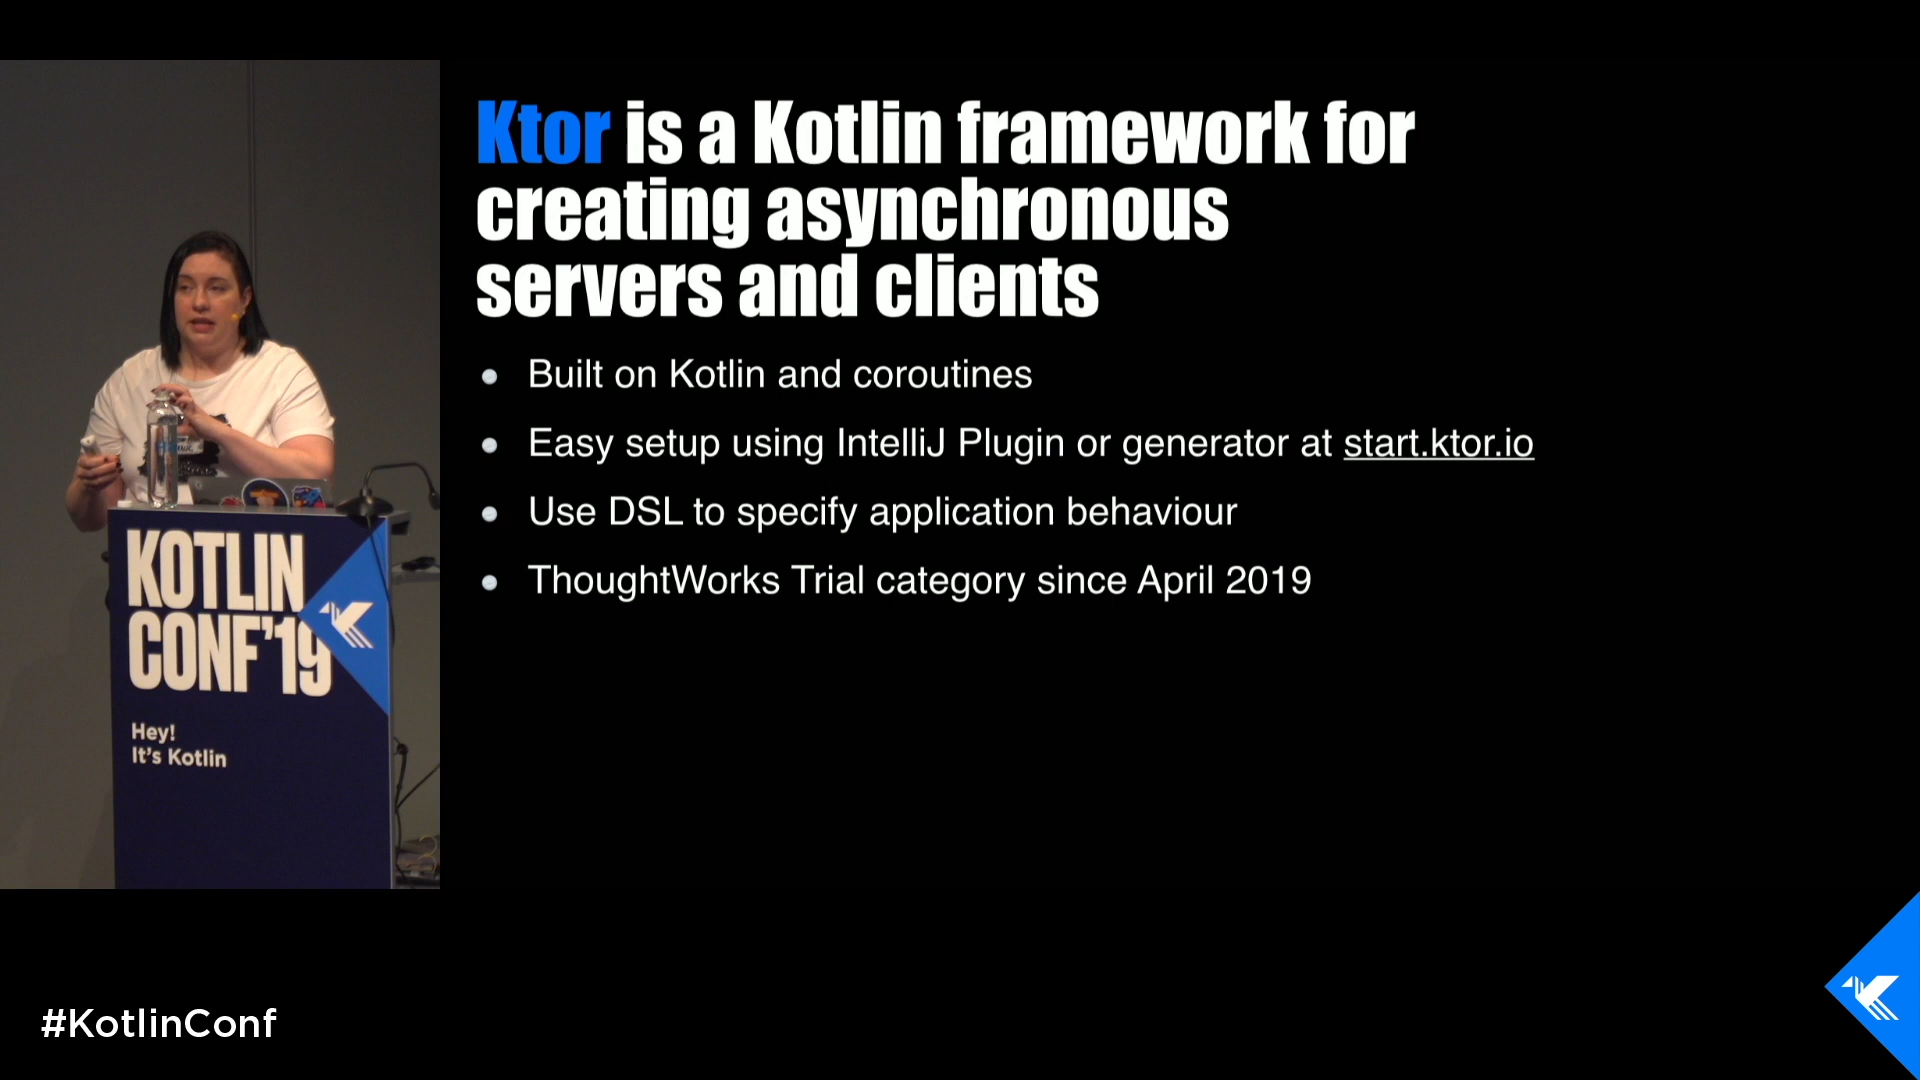 Ktor is a Kotlin framework for
creating asynchronous
servers and clients
Built on Kotlin and coroutines
Easy setup using IntelliJ Plugin or generator at start.ktor.io
Use DSL to specify application behaviour
ThoughtWorks Trial category since April 2019
KOTLIN
CONF'19
Hey!
It's Kotlin
#KotlinConf